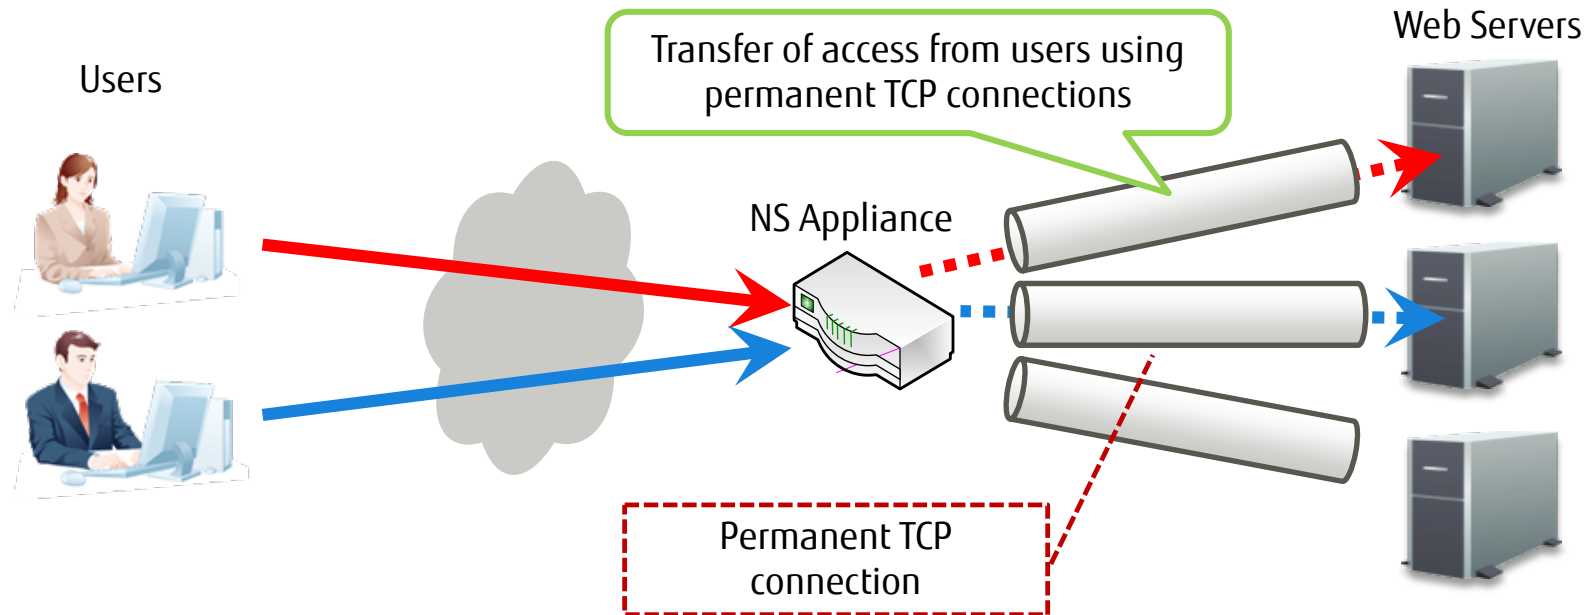 Users
Transfer of access from users using
permanent TCP connections
Web Servers
NS Appliance
Permanent TCP
connection